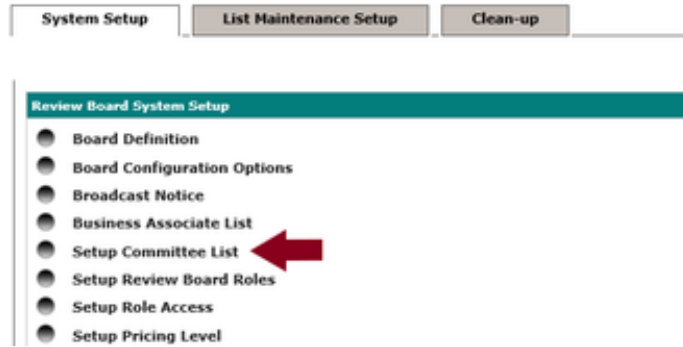 System Setup List Maintenance Setup Clean-up
Review Board System Setup
Board Definition
Board Configuration Options
Broadcast Notice
Business Associate List
Setup Committee List
Setup Review Board Roles
Setup Role Access
Setup Pricing Level